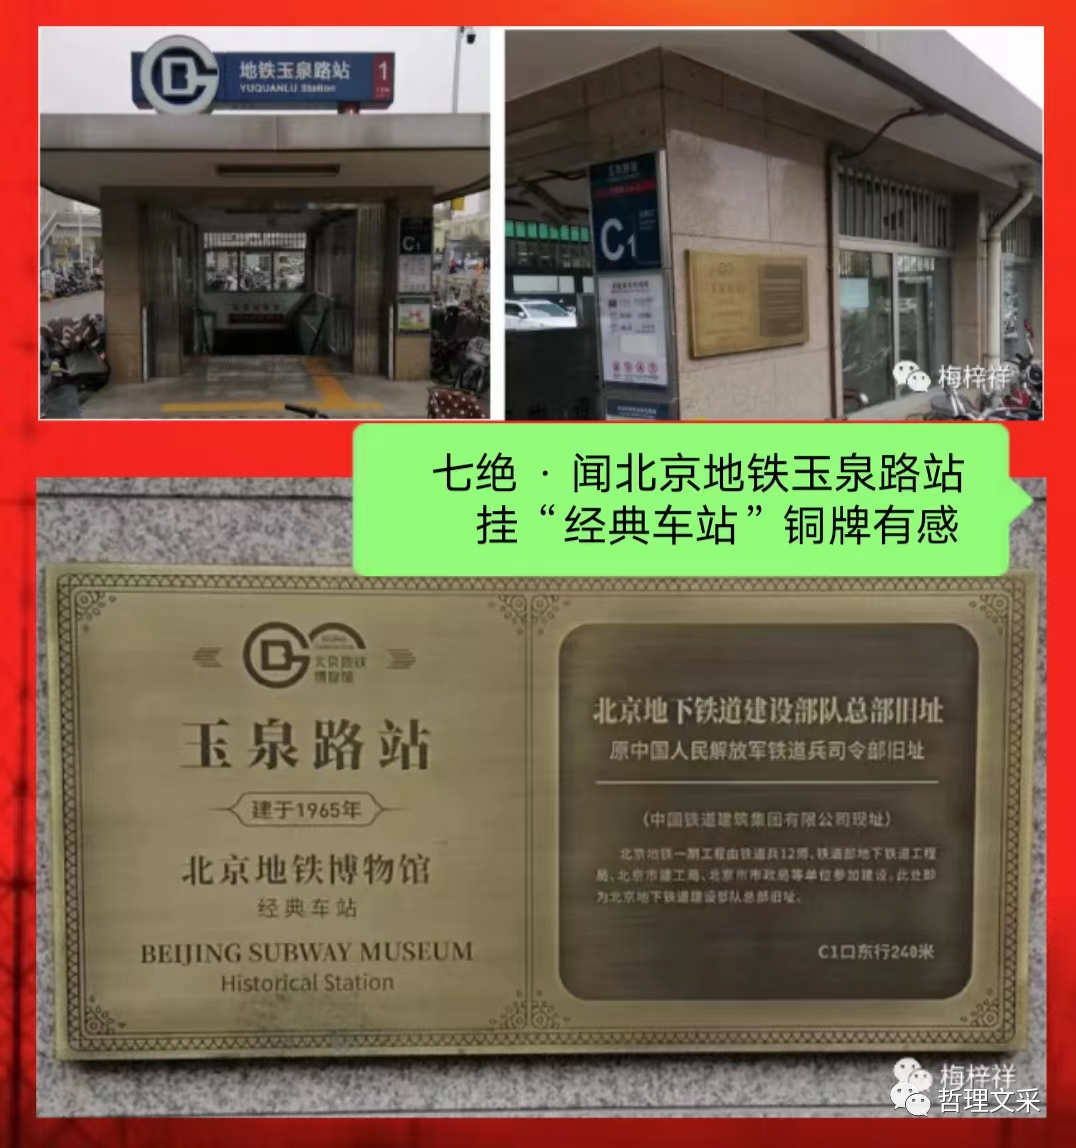 地铁玉泉路站
YUQUANLU Station
1
C1
C1
梅梓祥
七绝 · 闻北京地铁玉泉路站
挂“经典车站”铜牌有感
北京地铁
博物馆
玉泉路站
建于1965年
北京地铁博物馆
经典车站
BEIJING SUBWAY MUSEUM
Historical Station
北京地下铁道建设部队总部旧址
原中国人民解放军铁道兵司令部旧址
（中国铁道建筑集团有限公司现址）
北京地铁一期工程由铁道兵12师、铁道部地下铁道工程
局、北京市建工局、北京市市政局等单位参加建设。此处即
为北京地下铁道建设部队总部旧址。
C1口东行240米
梅梓祥
哲理文采